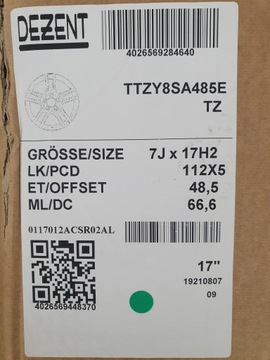 DEZENT
4026569284640
TTZY8SA485E
TZ
GRÖSSE/SIZE 7J x 17H2
LK/PCD 112X5
ET/OFFSET 48,5
ML/DC 66,6
0117012ACSR02AL
17"
19210807
09
4026569448370